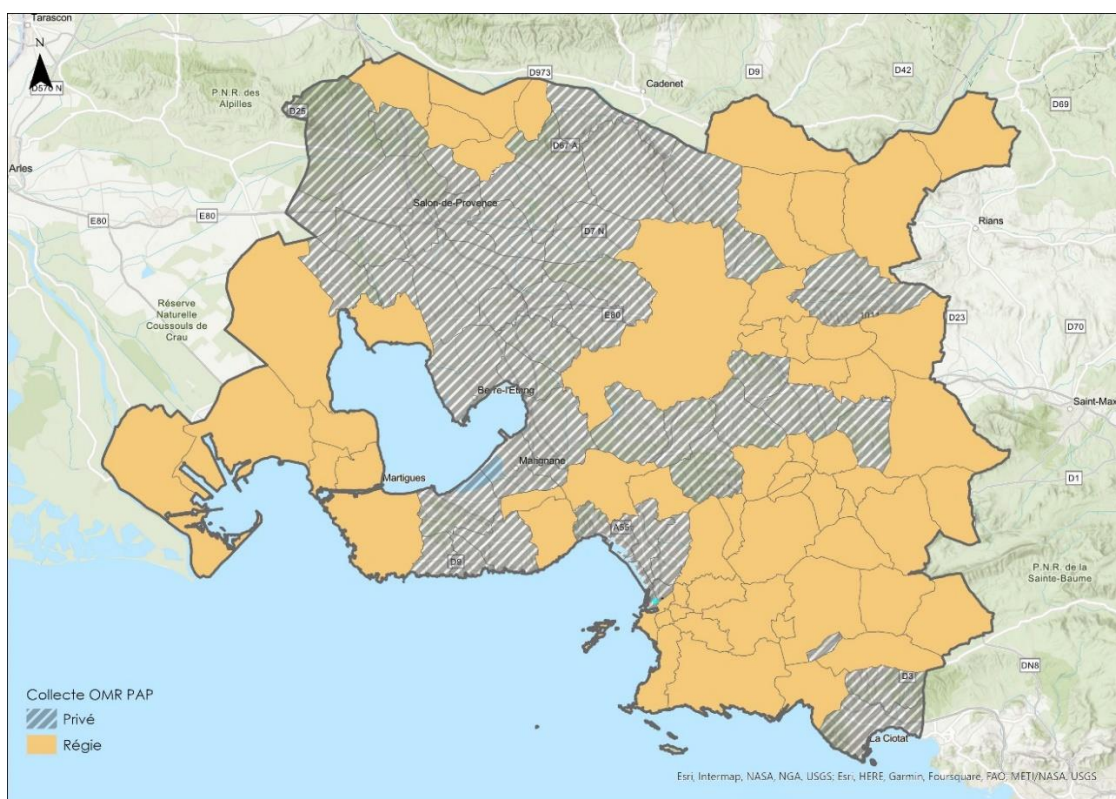 Tarascon
N
D570 N
P.N.R. des
Alpilles
D25
D973
Cadenet
D9
D42
D69
Arles
E80
E80
D67 A
Salon-de-Provence
D7 N
Rians
Réserve
Naturelle
Coussouls de
Crau
E80
D23
D70
Berre-l'Étang
Saint-Max
Marignane
Martigues
D1
A55
D9
P.N.R. de la
Sainte-Baume
DN8
D3
La Ciotat
Collecte OMR PAP
Privé
Régie
Esri, Intermap, NASA, NGA, USGS; Esri, HERE, Garmin, Foursquare, FAO, METI/NASA, USGS